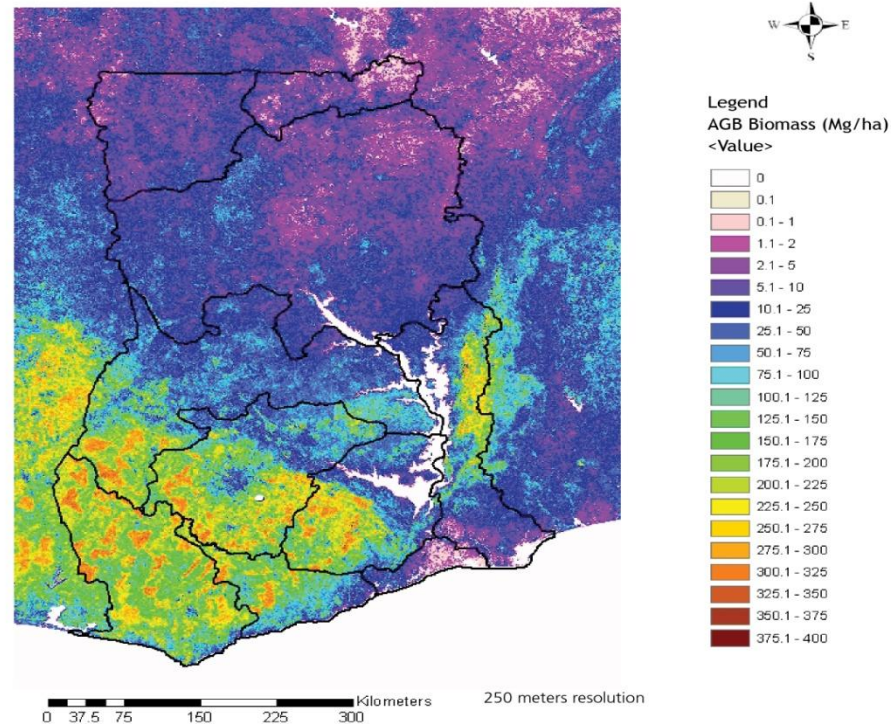 W
E
S
Legend
AGB Biomass (Mg/ha)
<Value>
0
0.1
0.1 - 1
1.1 - 2
2.1 - 5
5.1 - 10
10.1 - 25
25.1 - 50
50.1 - 75
75.1 - 100
100.1 - 125
125.1 - 150
150.1 - 175
175.1 - 200
200.1 - 225
225.1 - 250
250.1 - 275
275.1 - 300
300.1 - 325
325.1 - 350
350.1 - 375
375.1 - 400
Kilometers
0 37.5 75 150 225 300
250 meters resolution